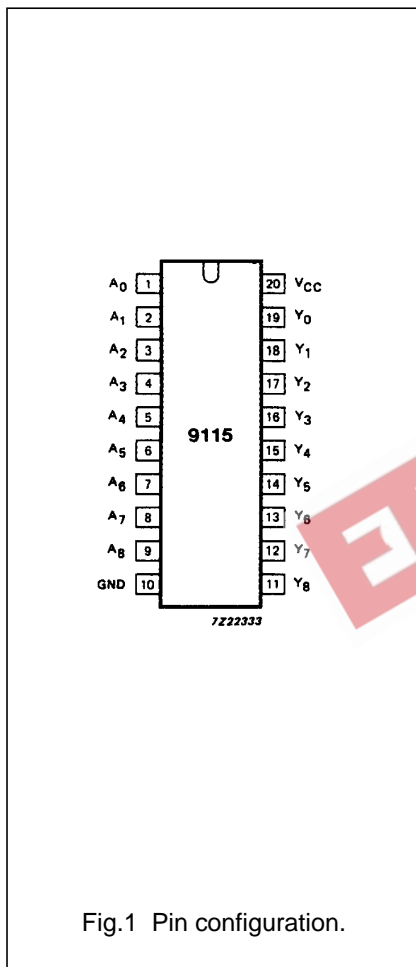 A0 1 20 VCC
A1 2 19 Y0
A2 3 18 Y1
A3 4 17 Y2
A4 5 16 Y3
A5 6 15 Y4
9115
A6 7 14 Y5
A7 8 13 Y6
A8 9 12 Y7
GND 10 11 Y8
7Z22333
Fig.1 Pin configuration.